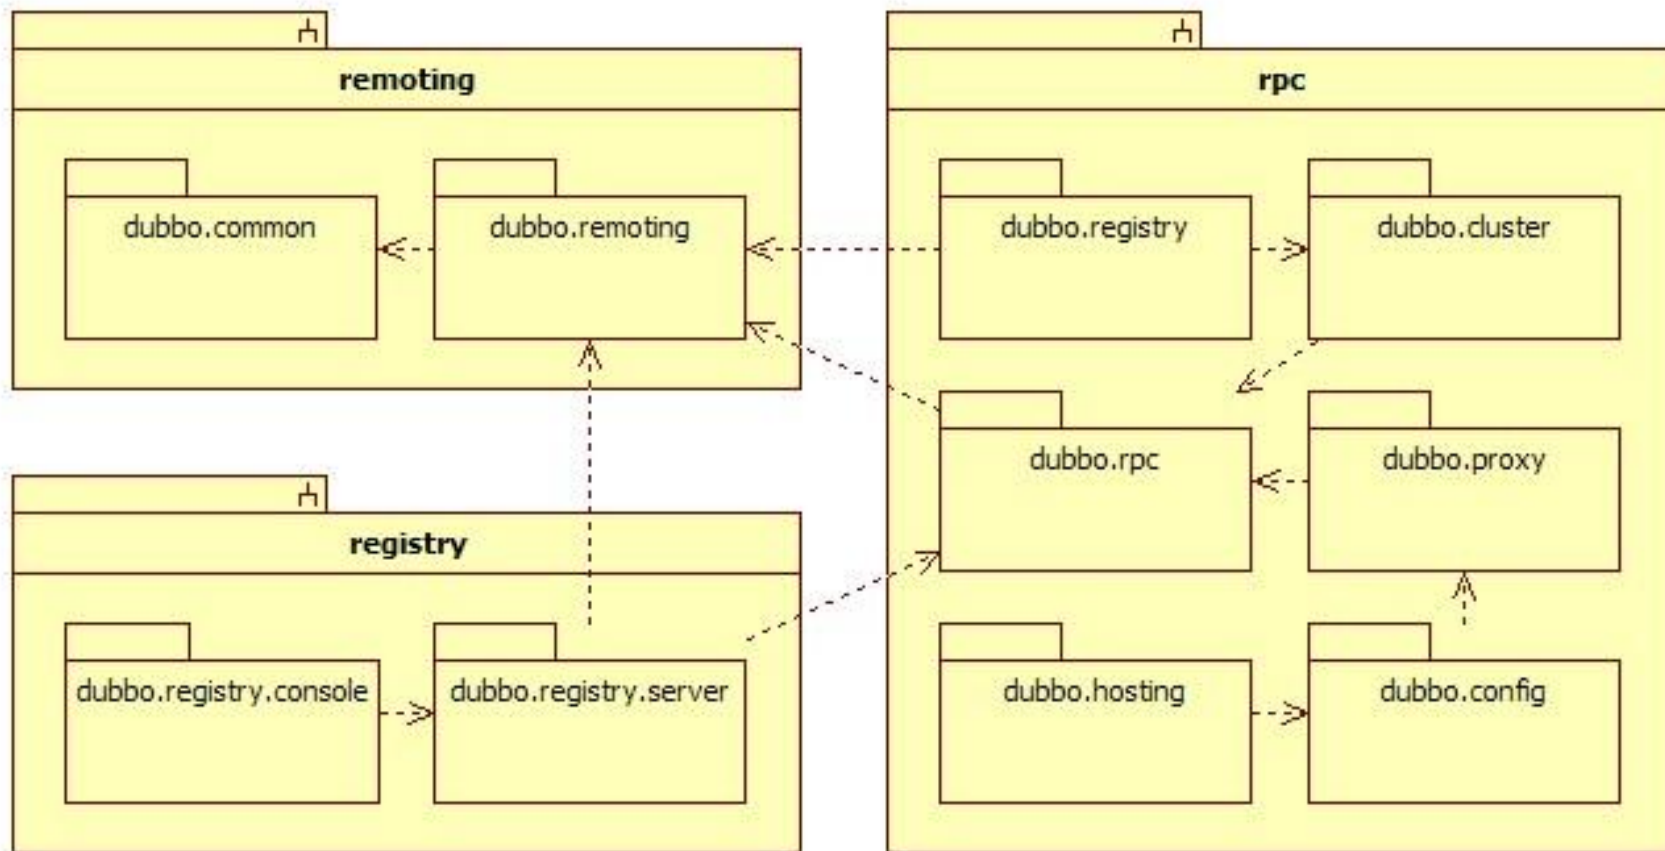 remoting
dubbo.common
dubbo.remoting
rpc
dubbo.registry
dubbo.cluster
dubbo.rpc
dubbo.proxy
dubbo.hosting
dubbo.config
registry
dubbo.registry.console
dubbo.registry.server